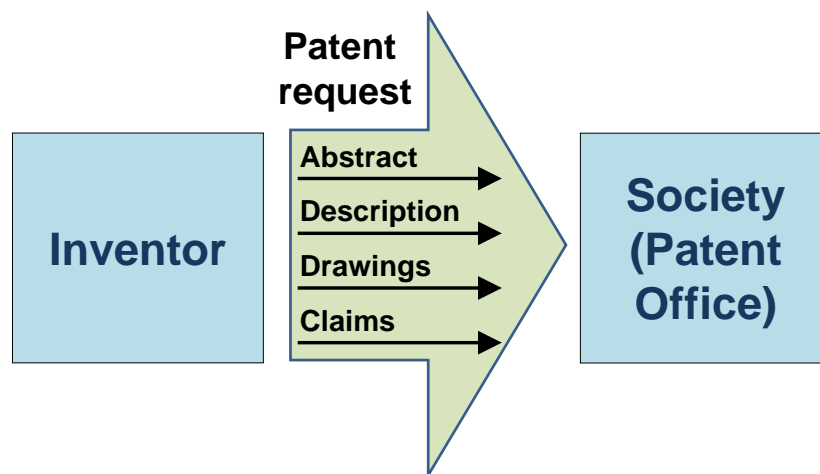 Patent
request
Inventor
Abstract
Description
Drawings
Claims
Society
(Patent
Office)